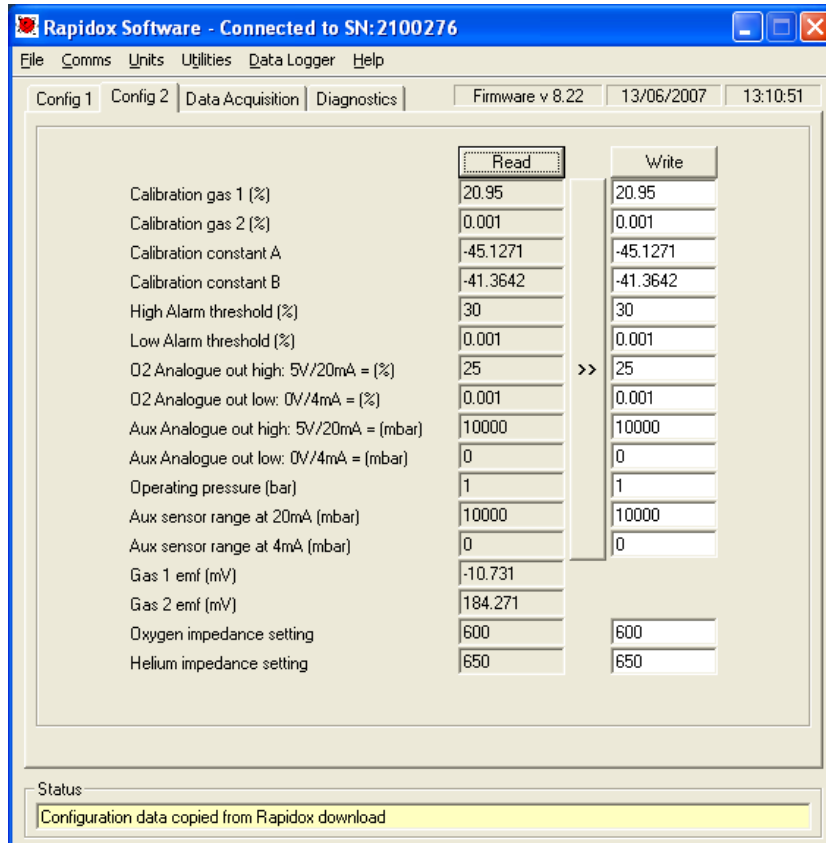 Rapidox Software - Connected to SN:2100276
File Comms Units Utilities Data Logger Help
Config 1 Config 2 Data Acquisition Diagnostics Firmware v 8.22 13/06/2007 13:10:51
Read Write
Calibration gas 1 (%) 20.95 20.95
Calibration gas 2 (%) 0.001 0.001
Calibration constant A -45.1271 -45.1271
Calibration constant B -41.3642 -41.3642
High Alarm threshold (%) 30 30
Low Alarm threshold (%) 0.001 0.001
O2 Analogue out high: 5V/20mA = (%) 25 >> 25
O2 Analogue out low: 0V/4mA = (%) 0.001 0.001
Aux Analogue out high: 5V/20mA = (mbar) 10000 10000
Aux Analogue out low: 0V/4mA = (mbar) 0 0
Operating pressure (bar) 1 1
Aux sensor range at 20mA (mbar) 10000 10000
Aux sensor range at 4mA (mbar) 0 0
Gas 1 emf (mV) -10.731
Gas 2 emf (mV) 184.271
Oxygen impedance setting 600 600
Helium impedance setting 650 650
Status
Configuration data copied from Rapidox download